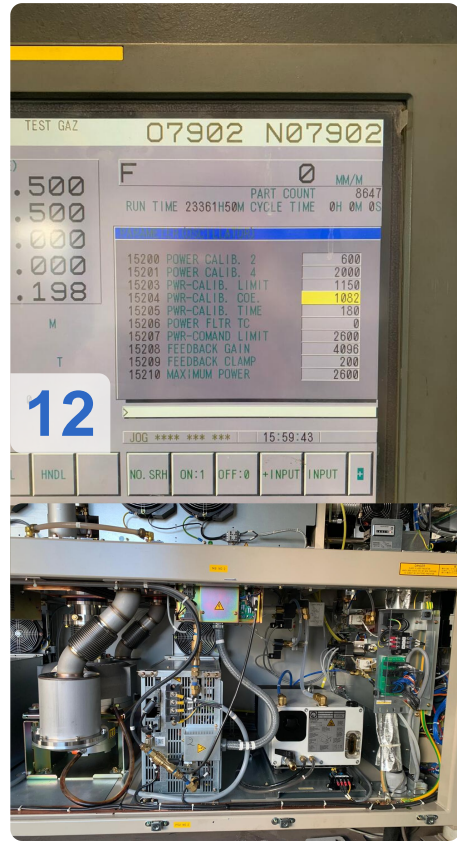 TEST GAZ
O7902 N07902
F 0 MM/M
PART COUNT 8647
RUN TIME 23361H50M CYCLE TIME 0H 0M 0S
.500
.500
.000
.000
.198
M
T
15200 POWER CALIB. 2 600
15201 POWER CALIB. 4 2000
15203 PWR-CALIB. LIMIT 1150
15204 PWR-CALIB. COE. 1082
15205 PWR-CALIB. TIME 180
15206 POWER FLTR TC 0
15207 PWR-COMAND LIMIT 2600
15208 FEEDBACK GAIN 4096
15209 FEEDBACK CLAMP 200
15210 MAXIMUM POWER 2600
12
>
JOG **** *** *** 15:59:43
HNDL NO.SRH ON:1 OFF:0 +INPUT INPUT +